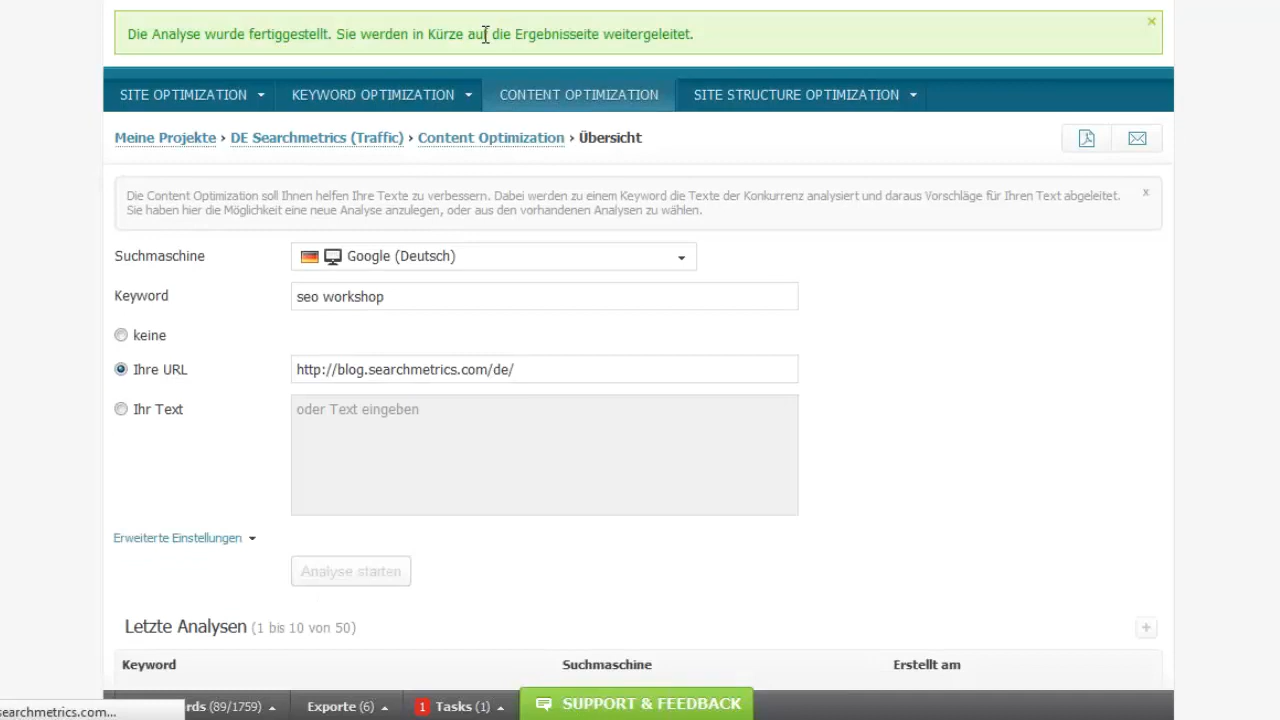 Die Analyse wurde fertiggestellt. Sie werden in Kürze auf die Ergebnisseite weitergeleitet.
SITE OPTIMIZATION KEYWORD OPTIMIZATION CONTENT OPTIMIZATION SITE STRUCTURE OPTIMIZATION
Meine Projekte › DE Searchmetrics (Traffic) › Content Optimization › Übersicht
Die Content Optimization soll Ihnen helfen Ihre Texte zu verbessern. Dabei werden zu einem Keyword die Texte der Konkurrenz analysiert und daraus Vorschläge für Ihren Text abgeleitet. x
Sie haben hier die Möglichkeit eine neue Analyse anzulegen, oder aus den vorhandenen Analysen zu wählen.
Suchmaschine Google (Deutsch)
Keyword seo workshop
keine
Ihre URL http://blog.searchmetrics.com/de/
Ihr Text oder Text eingeben
Erweiterte Einstellungen
Analyse starten
Letzte Analysen (1 bis 10 von 50) +
Keyword Suchmaschine Erstellt am
(89/1759) Exporte (6) 1 Tasks (1) SUPPORT & FEEDBACK
searchmetrics.com...